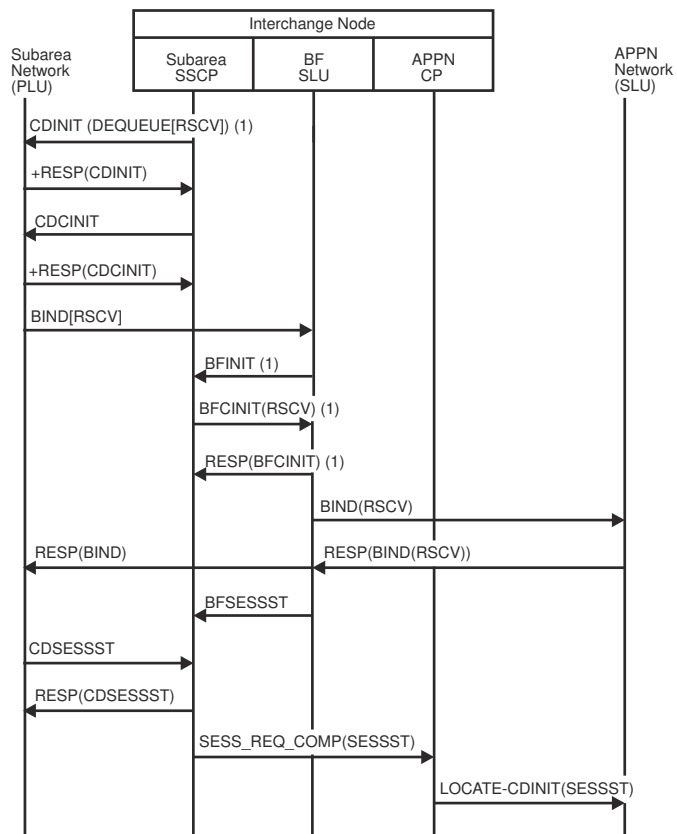 Interchange Node
Subarea
Network
(PLU)
Subarea
SSCP
BF
SLU
APPN
CP
APPN
Network
(SLU)
CDINIT (DEQUEUE[RSCV]) (1)
+RESP(CDINIT)
CDCINIT
+RESP(CDCINIT)
BIND[RSCV]
BFINIT (1)
BFCINIT(RSCV) (1)
RESP(BFCINIT) (1)
BIND(RSCV)
RESP(BIND)
RESP(BIND(RSCV))
BFSESSST
CDSESSST
RESP(CDSESSST)
SESS_REQ_COMP(SESSST)
LOCATE-CDINIT(SESSST)